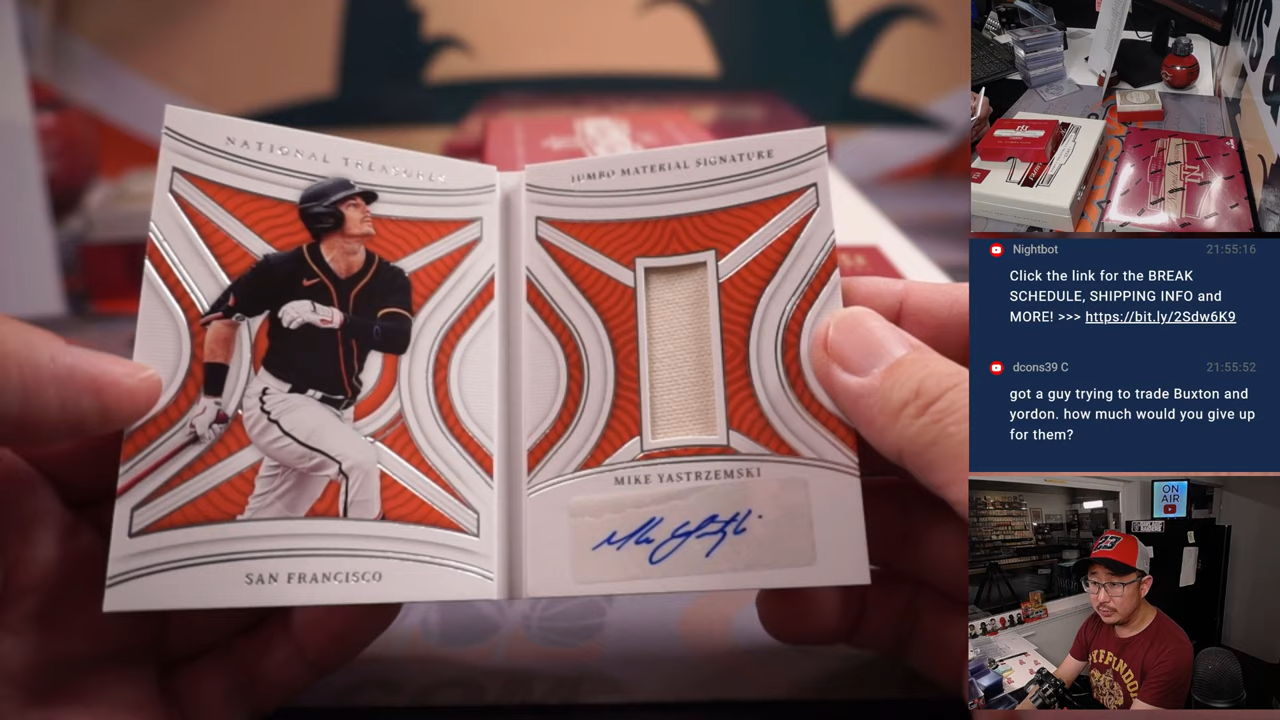 NATIONAL TREASURES
JUMBO MATERIAL SIGNATURE
MIKE YASTRZEMSKI
SAN FRANCISCO
Nightbot 21:55:16
Click the link for the BREAK
SCHEDULE, SHIPPING INFO and
MORE! >>> https://bit.ly/2Sdw6K9
dcons39 C 21:55:52
got a guy trying to trade Buxton and
yordon. how much would you give up
for them?
ON
AIR
23